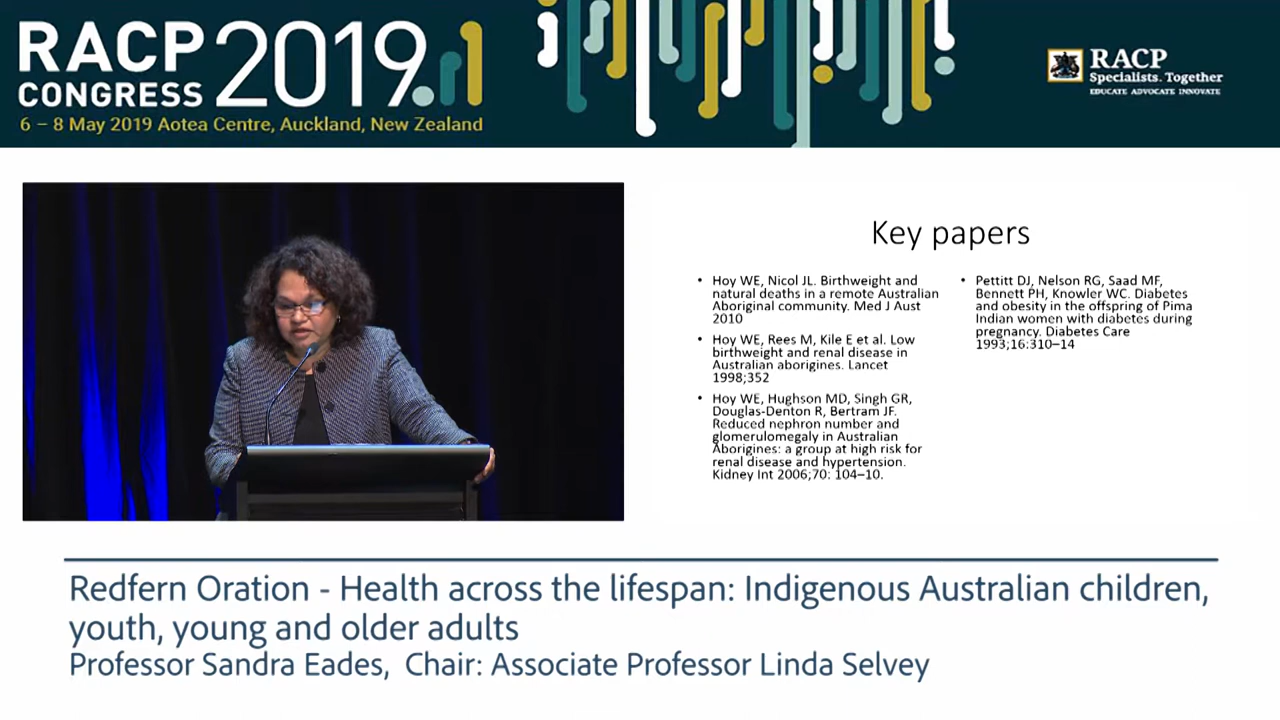 RACP
CONGRESS
2019
6 – 8 May 2019 Aotea Centre, Auckland, New Zealand
RACP
Specialists. Together
EDUCATE ADVOCATE INNOVATE
Key papers
• Hoy WE, Nicol JL. Birthweight and
natural deaths in a remote Australian
Aboriginal community. Med J Aust
2010
• Hoy WE, Rees M, Kile E et al. Low
birthweight and renal disease in
Australian aborigines. Lancet
1998;352
• Hoy WE, Hughson MD, Singh GR,
Douglas-Denton R, Bertram JF.
Reduced nephron number and
glomerulomegaly in Australian
Aborigines: a group at high risk for
renal disease and hypertension.
Kidney Int 2006;70: 104–10.
• Pettitt DJ, Nelson RG, Saad MF,
Bennett PH, Knowler WC. Diabetes
and obesity in the offspring of Pima
Indian women with diabetes during
pregnancy. Diabetes Care
1993;16:310–14
Redfern Oration - Health across the lifespan: Indigenous Australian children,
youth, young and older adults
Professor Sandra Eades, Chair: Associate Professor Linda Selvey